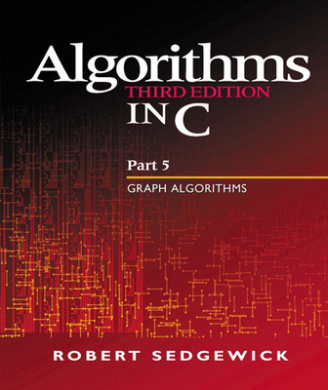 Algorithms
THIRD EDITION
IN C
Part 5
GRAPH ALGORITHMS
ROBERT SEDGEWICK